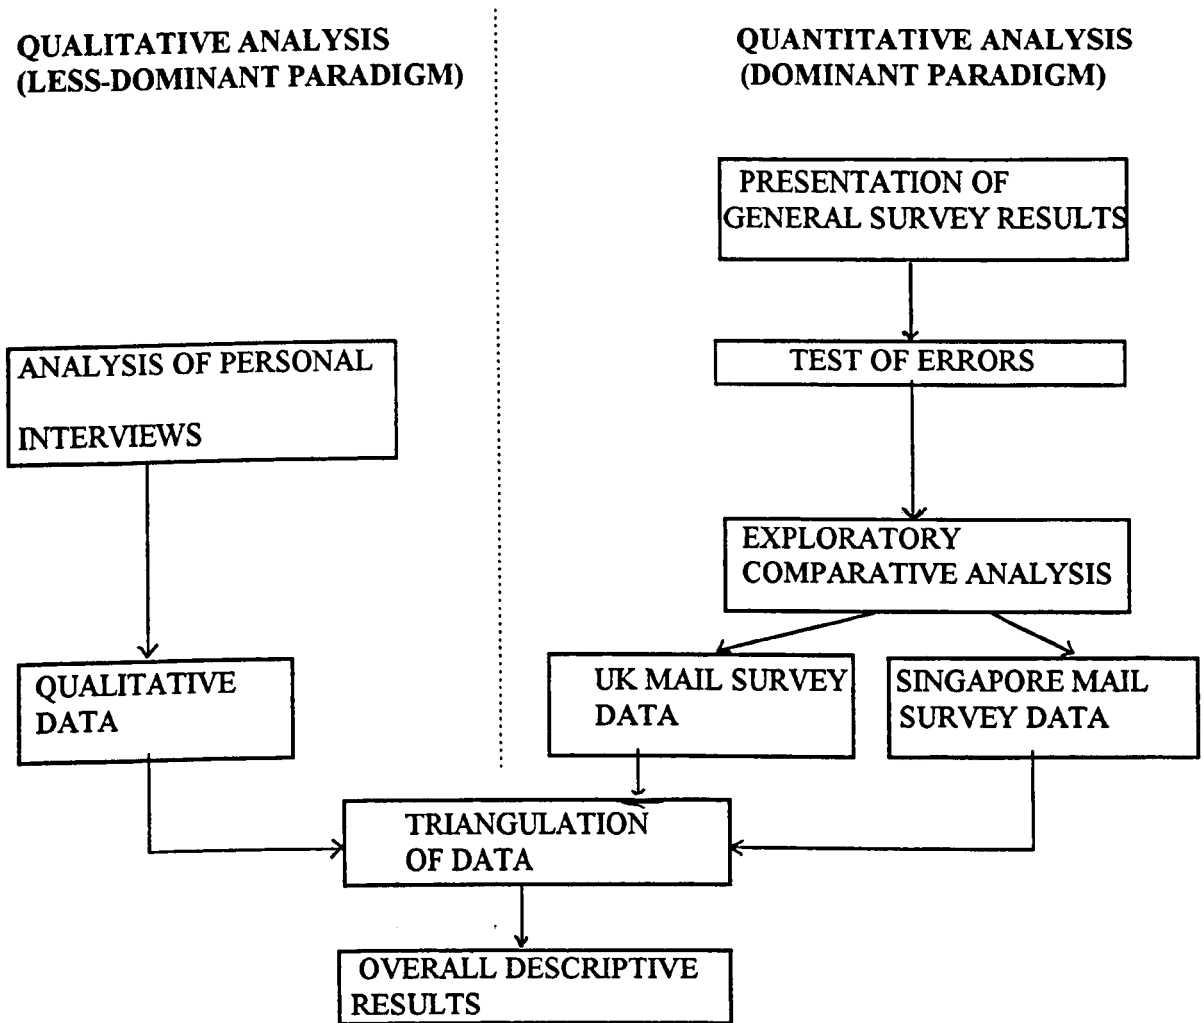 QUALITATIVE ANALYSIS
(LESS-DOMINANT PARADIGM)
QUANTITATIVE ANALYSIS
(DOMINANT PARADIGM)
PRESENTATION OF
GENERAL SURVEY RESULTS
TEST OF ERRORS
ANALYSIS OF PERSONAL
INTERVIEWS
EXPLORATORY
COMPARATIVE ANALYSIS
QUALITATIVE
DATA
UK MAIL SURVEY
DATA
SINGAPORE MAIL
SURVEY DATA
TRIANGULATION
OF DATA
OVERALL DESCRIPTIVE
RESULTS